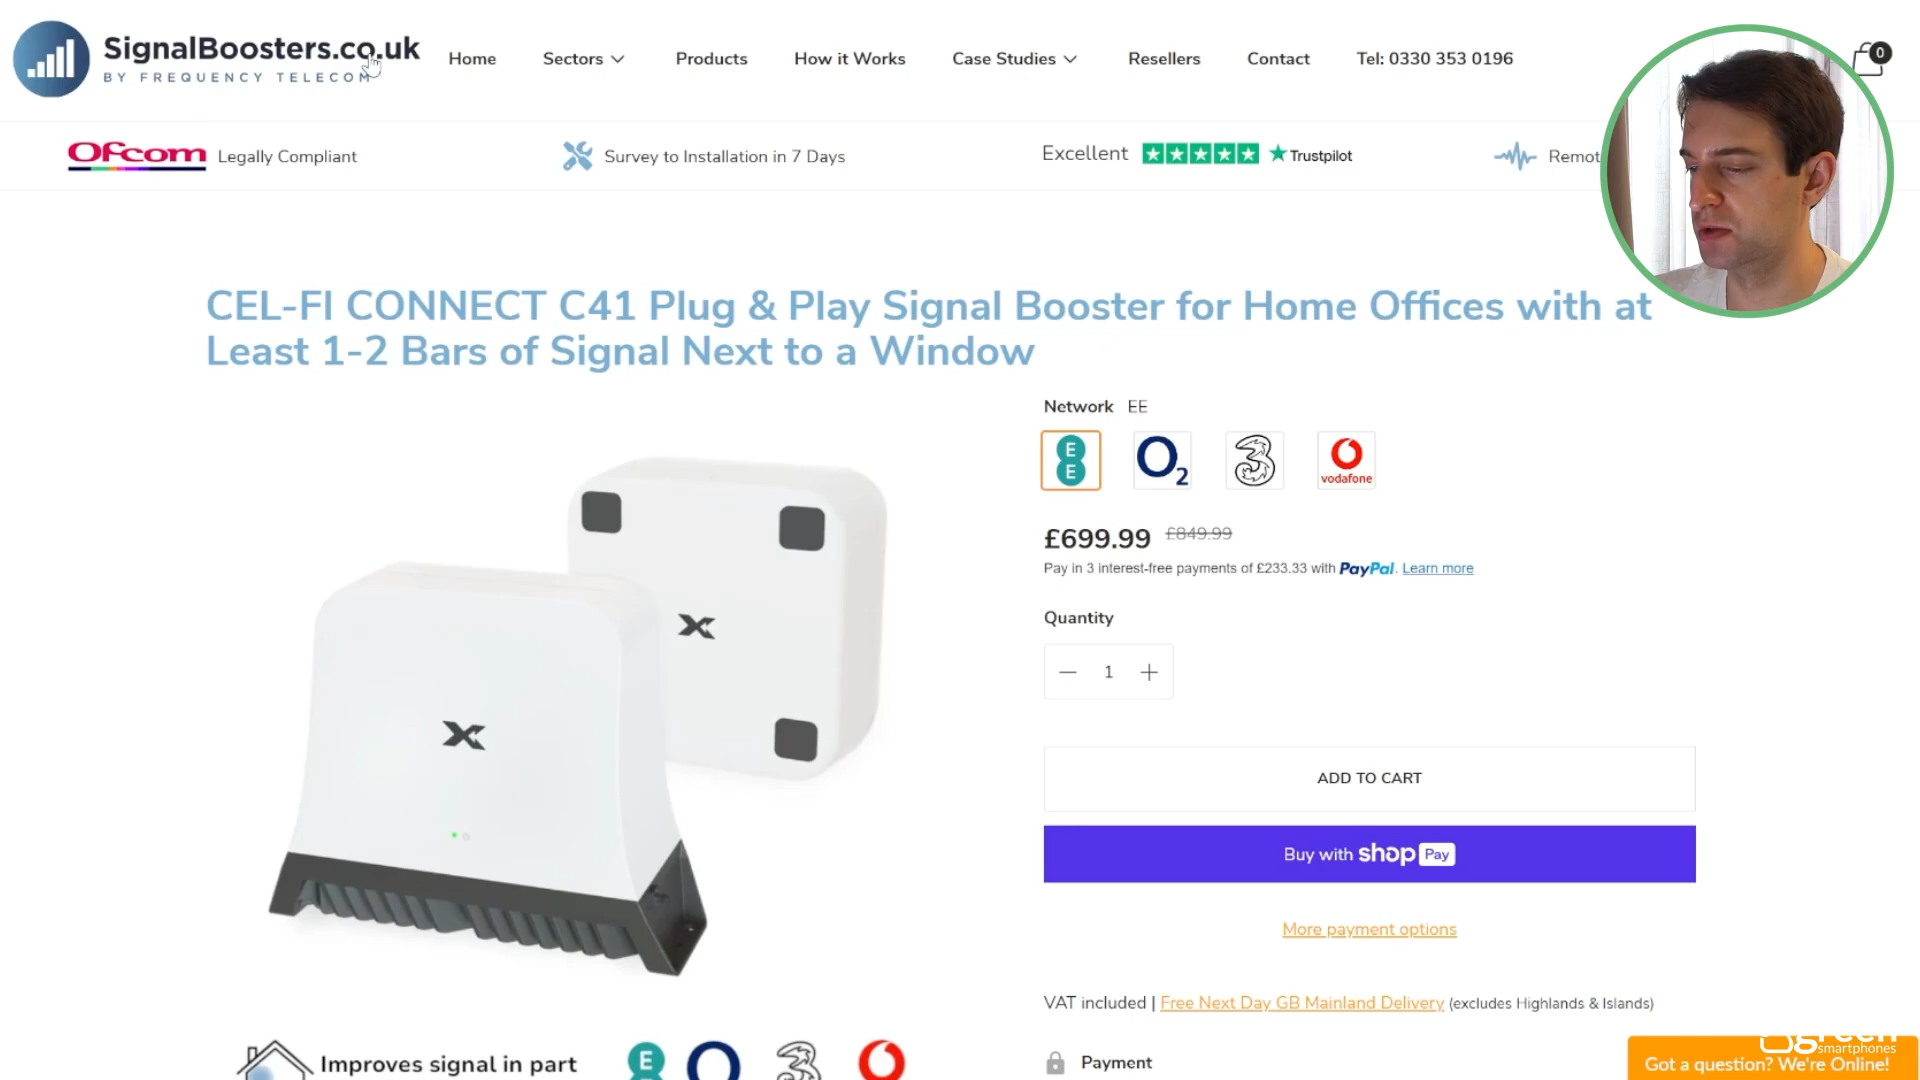 SignalBoosters.co.uk
BY FREQUENCY TELECOM
Home
Sectors
Products
How it Works
Case Studies
Resellers
Contact
Tel: 0330 353 0196
0
Ofcom Legally Compliant
Survey to Installation in 7 Days
Excellent Trustpilot
Remot
CEL-FI CONNECT C41 Plug & Play Signal Booster for Home Offices with at
Least 1-2 Bars of Signal Next to a Window
Network EE
E
E
O2
3
vodafone
£699.99 £849.99
Pay in 3 interest-free payments of £233.33 with PayPal. Learn more
Quantity
1
ADD TO CART
Buy with shop Pay
More payment options
VAT included | Free Next Day GB Mainland Delivery (excludes Highlands & Islands)
Improves signal in part
E
Payment
green
smartphones
Got a question? We're Online!